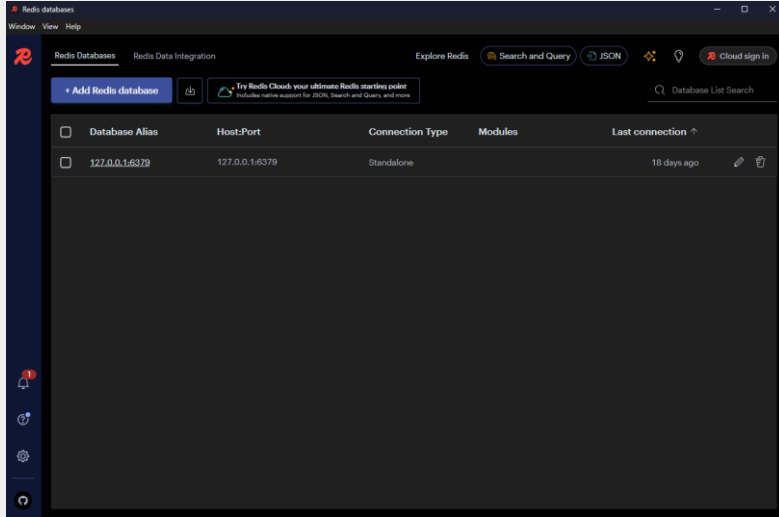 Redis databases
Window View Help
Redis Databases Redis Data Integration Explore Redis Search and Query JSON Cloud sign in
+ Add Redis database Try Redis Cloud: your ultimate Redis starting point
Includes native support for JSON, Search and Query, and more
Database List Search
Database Alias Host:Port Connection Type Modules Last connection ↑
127.0.0.1:6379 127.0.0.1:6379 Standalone 18 days ago
1